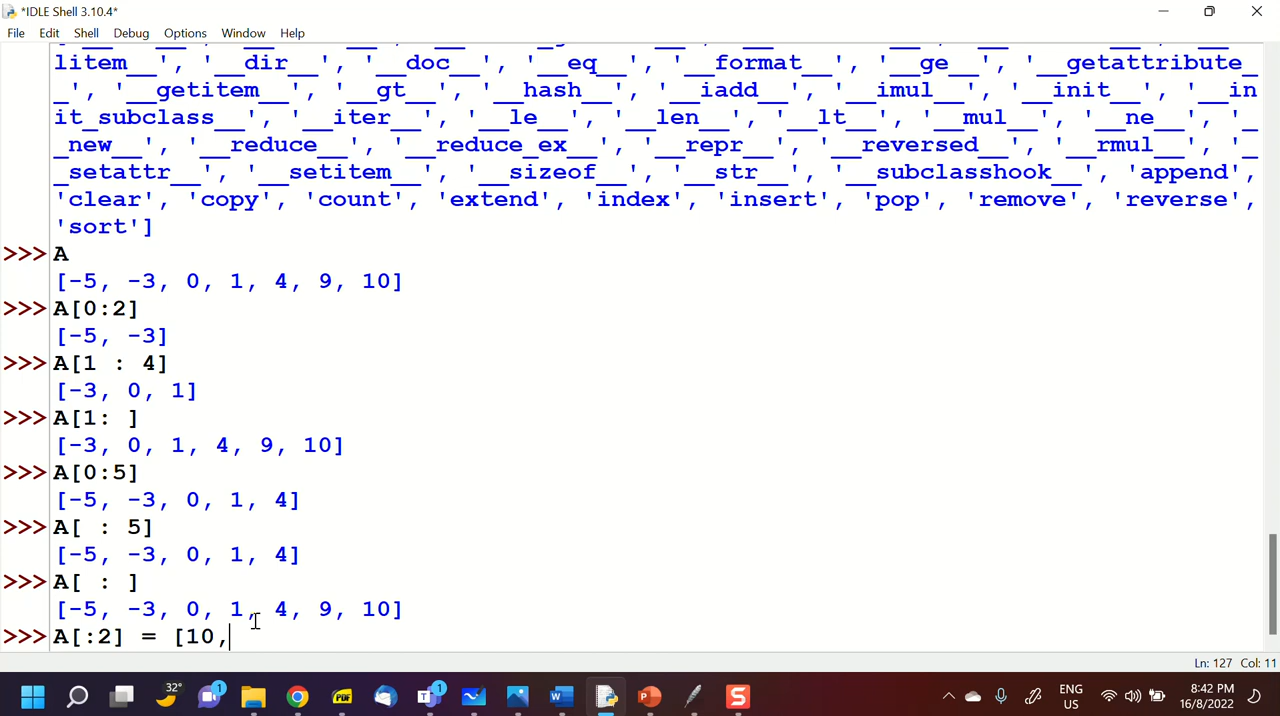 *IDLE Shell 3.10.4*
File Edit Shell Debug Options Window Help
litem__', '__dir__', '__doc__', '__eq__', '__format__', '__ge__', '__getattribute_
_', '__getitem__', '__gt__', '__hash__', '__iadd__', '__imul__', '__init__', '__in
it_subclass__', '__iter__', '__le__', '__len__', '__lt__', '__mul__', '__ne__', '_
_new__', '__reduce__', '__reduce_ex__', '__repr__', '__reversed__', '__rmul__', '_
_setattr__', '__setitem__', '__sizeof__', '__str__', '__subclasshook__', 'append',
'clear', 'copy', 'count', 'extend', 'index', 'insert', 'pop', 'remove', 'reverse',
'sort']
>>> A
[-5, -3, 0, 1, 4, 9, 10]
>>> A[0:2]
[-5, -3]
>>> A[1 : 4]
[-3, 0, 1]
>>> A[1: ]
[-3, 0, 1, 4, 9, 10]
>>> A[0:5]
[-5, -3, 0, 1, 4]
>>> A[ : 5]
[-5, -3, 0, 1, 4]
>>> A[ : ]
[-5, -3, 0, 1, 4, 9, 10]
>>> A[:2] = [10,
Ln: 127 Col: 11
32°
1
PDF
1
ENG
US
8:42 PM
16/8/2022